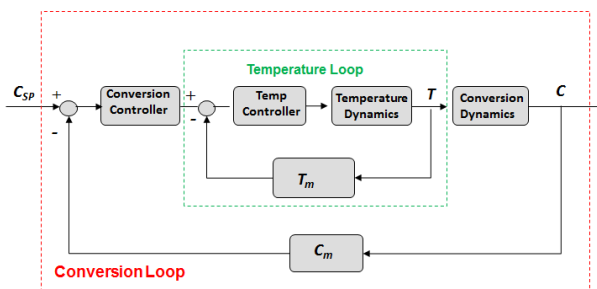 Temperature Loop
C_SP
+
-
Conversion
Controller
+
-
Temp
Controller
Temperature
Dynamics
T
Conversion
Dynamics
C
T_m
C_m
Conversion Loop